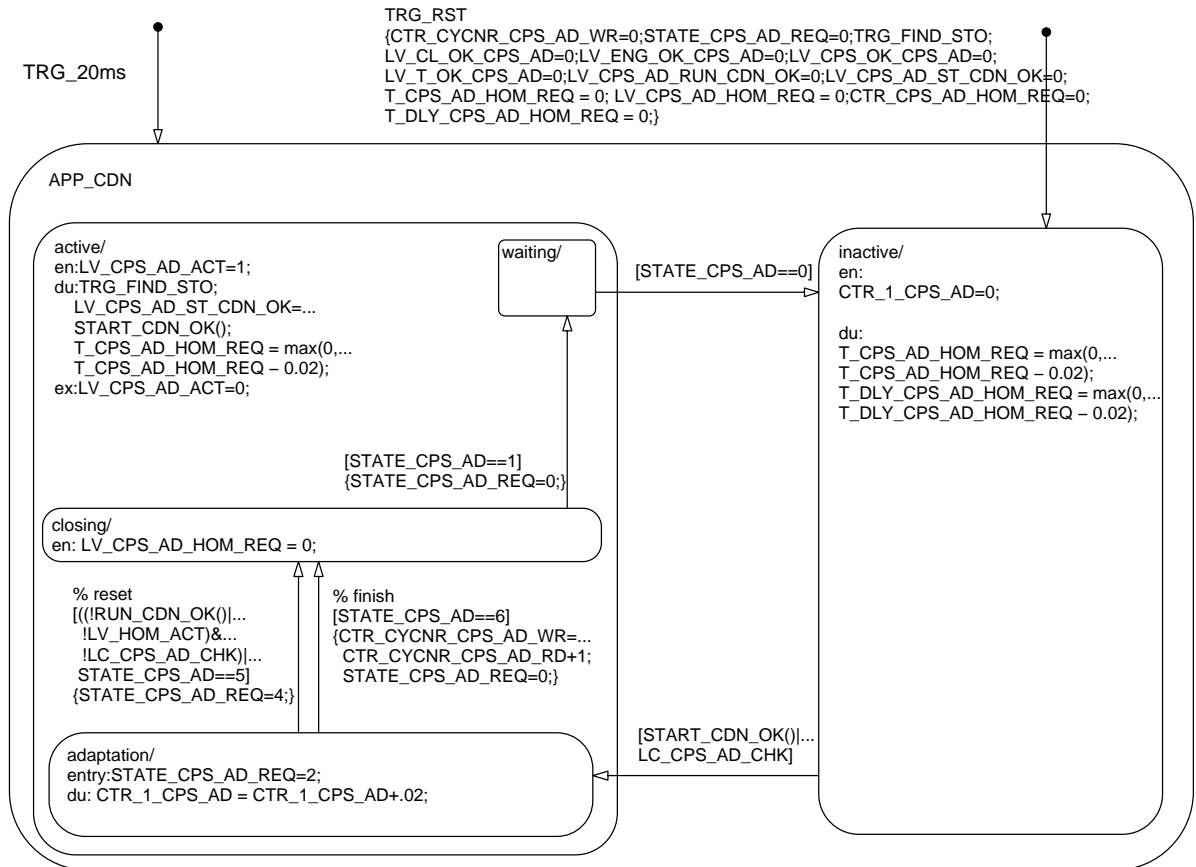 TRG_RST
{CTR_CYCNR_CPS_AD_WR=0;STATE_CPS_AD_REQ=0;TRG_FIND_STO;
LV_CL_OK_CPS_AD=0;LV_ENG_OK_CPS_AD=0;LV_CPS_OK_CPS_AD=0;
LV_T_OK_CPS_AD=0;LV_CPS_AD_RUN_CDN_OK=0;LV_CPS_AD_ST_CDN_OK=0;
T_CPS_AD_HOM_REQ = 0; LV_CPS_AD_HOM_REQ = 0;CTR_CPS_AD_HOM_REQ=0;
T_DLY_CPS_AD_HOM_REQ = 0;}
TRG_20ms
APP_CDN
active/
en:LV_CPS_AD_ACT=1;
du:TRG_FIND_STO;
LV_CPS_AD_ST_CDN_OK=...
START_CDN_OK();
T_CPS_AD_HOM_REQ = max(0,...
T_CPS_AD_HOM_REQ − 0.02);
ex:LV_CPS_AD_ACT=0;
waiting/
[STATE_CPS_AD==0]
inactive/
en:
CTR_1_CPS_AD=0;
du:
T_CPS_AD_HOM_REQ = max(0,...
T_CPS_AD_HOM_REQ − 0.02);
T_DLY_CPS_AD_HOM_REQ = max(0,...
T_DLY_CPS_AD_HOM_REQ − 0.02);
[STATE_CPS_AD==1]
{STATE_CPS_AD_REQ=0;}
closing/
en: LV_CPS_AD_HOM_REQ = 0;
% reset
[((!RUN_CDN_OK()|...
!LV_HOM_ACT)&...
!LC_CPS_AD_CHK)|...
STATE_CPS_AD==5]
{STATE_CPS_AD_REQ=4;}
% finish
[STATE_CPS_AD==6]
{CTR_CYCNR_CPS_AD_WR=...
CTR_CYCNR_CPS_AD_RD+1;
STATE_CPS_AD_REQ=0;}
[START_CDN_OK()|...
LC_CPS_AD_CHK]
adaptation/
entry:STATE_CPS_AD_REQ=2;
du: CTR_1_CPS_AD = CTR_1_CPS_AD+.02;